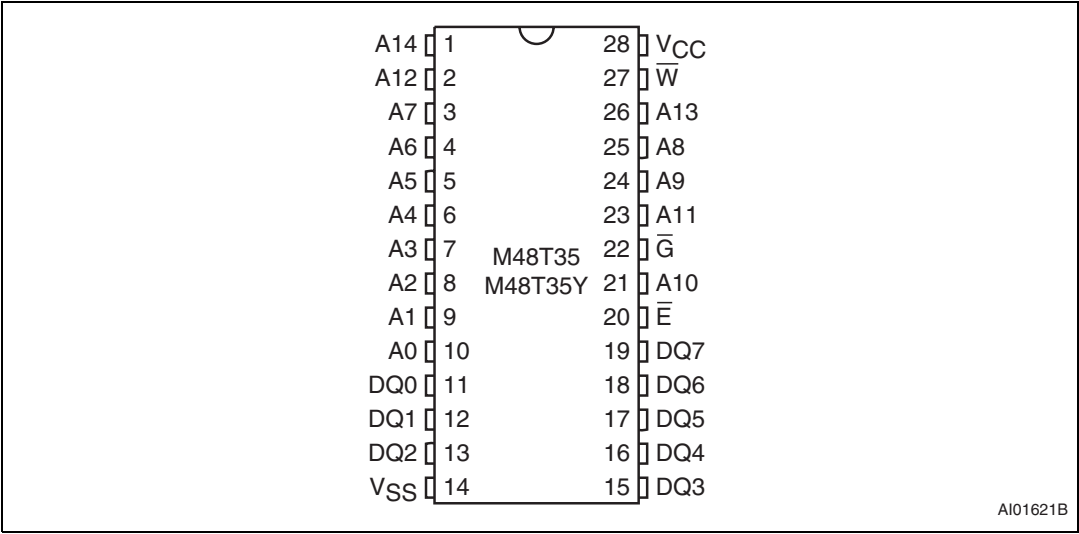 A14 1 28 VCC
A12 2 27 W̅
A7 3 26 A13
A6 4 25 A8
A5 5 24 A9
A4 6 23 A11
A3 7 22 G̅
M48T35
A2 8 21 A10
M48T35Y
A1 9 20 E̅
A0 10 19 DQ7
DQ0 11 18 DQ6
DQ1 12 17 DQ5
DQ2 13 16 DQ4
VSS 14 15 DQ3
AI01621B